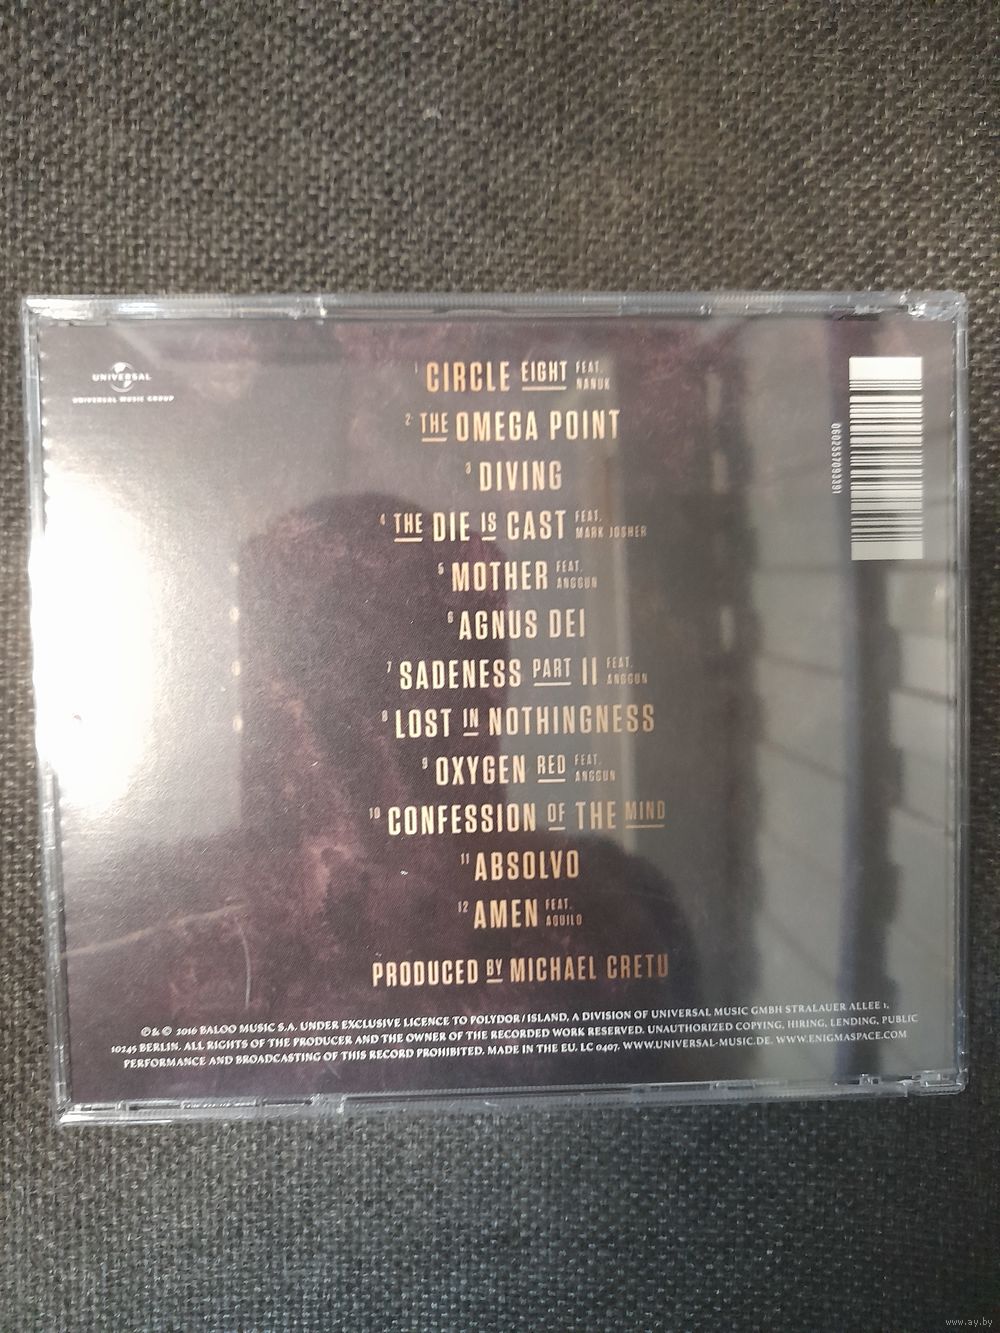 UNIVERSAL
UNIVERSAL MUSIC GROUP
1 CIRCLE EIGHT FEAT. NANUK
2 THE OMEGA POINT
3 DIVING
4 THE DIE IS CAST FEAT. MARK JOSHER
5 MOTHER FEAT. ANGGUN
6 AGNUS DEI
7 SADENESS PART II FEAT. ANGGUN
8 LOST IN NOTHINGNESS
9 OXYGEN RED FEAT. ANGGUN
10 CONFESSION OF THE MIND
11 ABSOLVO
12 AMEN FEAT. AQUILO
PRODUCED BY MICHAEL CRETU
℗ & © 2016 BALOO MUSIC S.A. UNDER EXCLUSIVE LICENCE TO POLYDOR/ISLAND, A DIVISION OF UNIVERSAL MUSIC GMBH STRALAUER ALLEE 1,
10245 BERLIN. ALL RIGHTS OF THE PRODUCER AND THE OWNER OF THE RECORDED WORK RESERVED. UNAUTHORIZED COPYING, HIRING, LENDING, PUBLIC
PERFORMANCE AND BROADCASTING OF THIS RECORD PROHIBITED. MADE IN THE EU. LC 0407. WWW.UNIVERSAL-MUSIC.DE. WWW.ENIGMASPACE.COM
0602557093391
www.ay.by